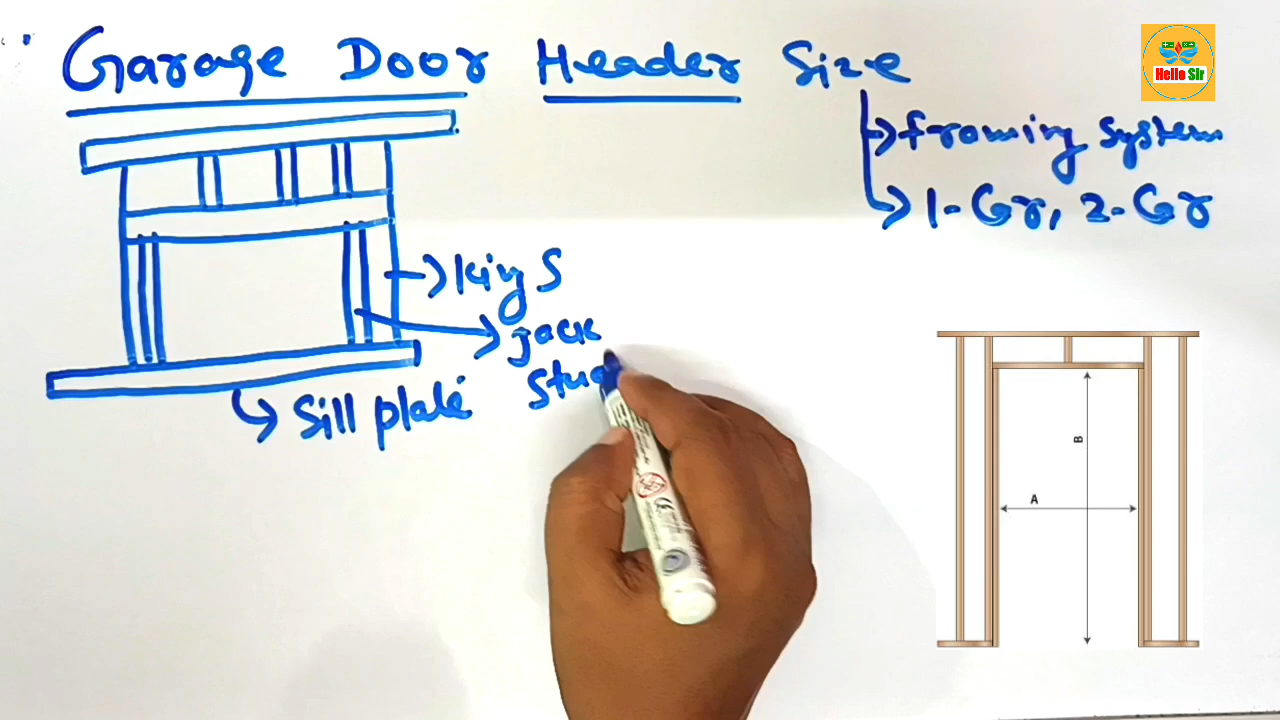 Garage Door Header Size
Hello Sir
framing system
1-Gr, 2-Gr
King S
jack
Stud
Sill plate
B
A